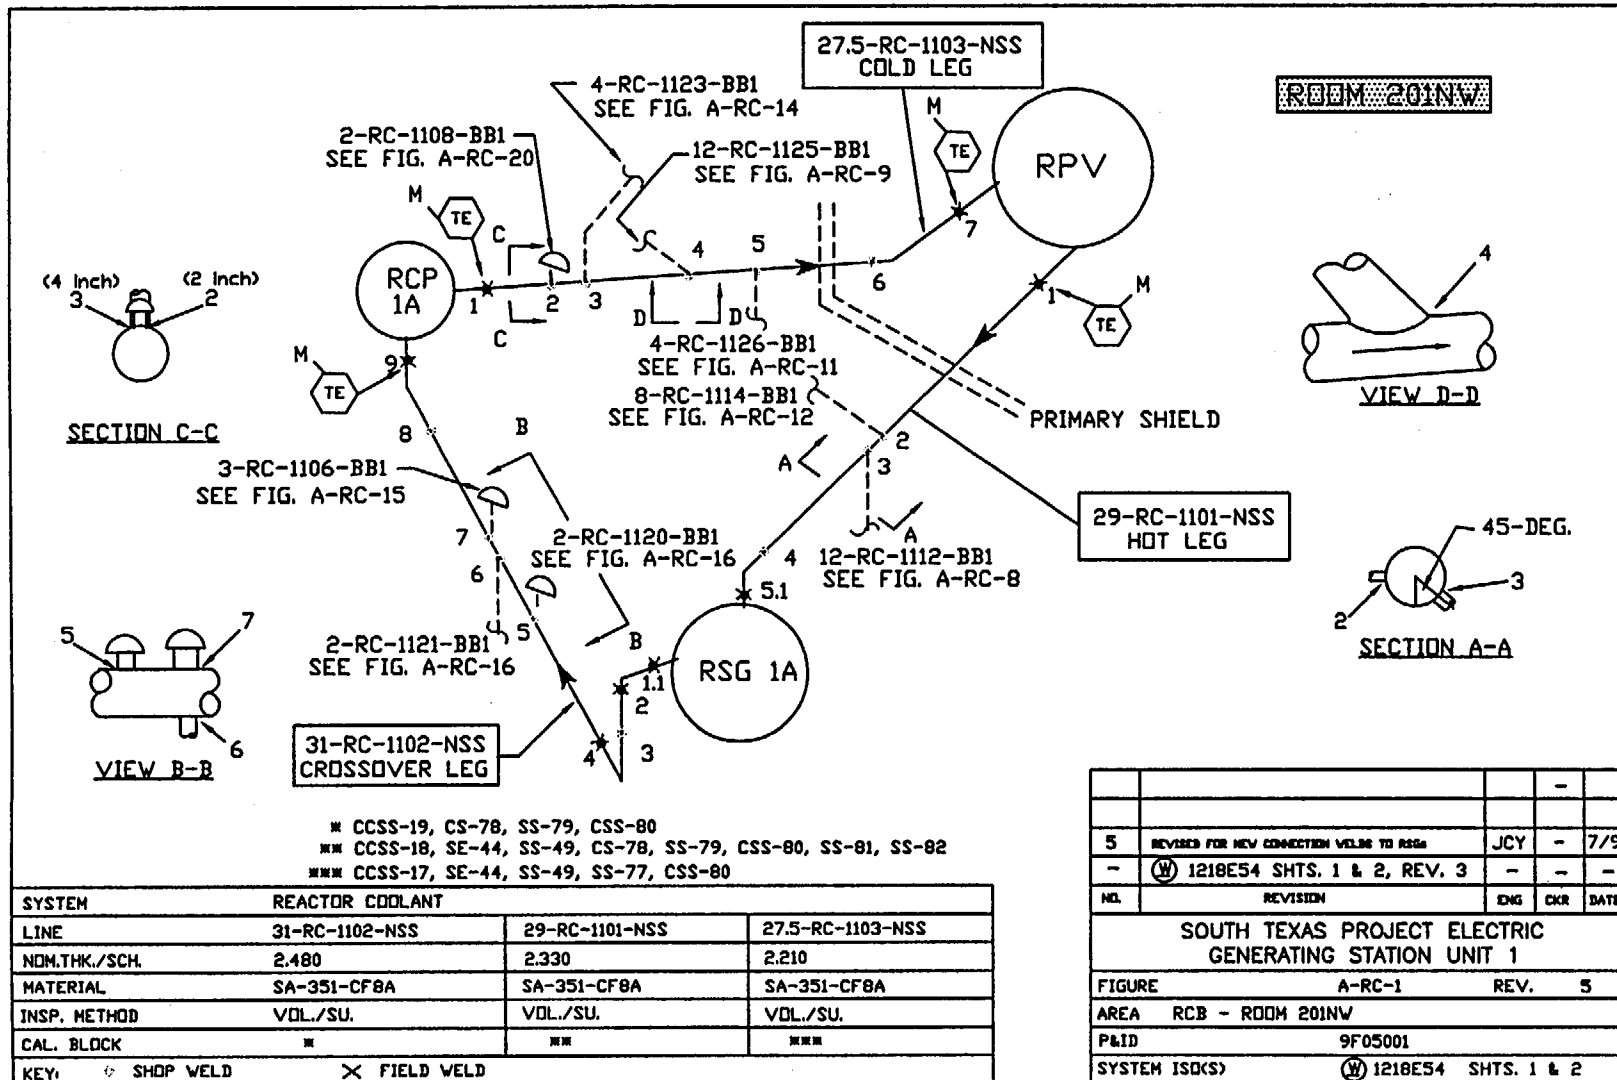 27.5-RC-1103-NSS
COLD LEG
ROOM 201NW
4-RC-1123-BB1
SEE FIG. A-RC-14
2-RC-1108-BB1
SEE FIG. A-RC-20
12-RC-1125-BB1
SEE FIG. A-RC-9
M
TE
RPV
M
TE
C
RCP
1A
1
2
3
4
5
6
7
C
D
D
(4 Inch)
3
(2 Inch)
2
SECTION C-C
4-RC-1126-BB1
SEE FIG. A-RC-11
8-RC-1114-BB1
SEE FIG. A-RC-12
1
M
TE
4
VIEW D-D
PRIMARY SHIELD
M
TE
9
8
B
3-RC-1106-BB1
SEE FIG. A-RC-15
A
2
3
A
29-RC-1101-NSS
HOT LEG
45-DEG.
2
3
SECTION A-A
7
2-RC-1120-BB1
SEE FIG. A-RC-16
6
4
12-RC-1112-BB1
SEE FIG. A-RC-8
5.1
5
B
2-RC-1121-BB1
SEE FIG. A-RC-16
RSG 1A
1.1
2
3
4
5
7
6
VIEW B-B
31-RC-1102-NSS
CROSSOVER LEG
* CCSS-19, CS-78, SS-79, CSS-80
** CCSS-18, SE-44, SS-49, CS-78, SS-79, CSS-80, SS-81, SS-82
*** CCSS-17, SE-44, SS-49, SS-77, CSS-80
SYSTEM REACTOR COOLANT
LINE 31-RC-1102-NSS 29-RC-1101-NSS 27.5-RC-1103-NSS
NOM.THK./SCH. 2.480 2.330 2.210
MATERIAL SA-351-CF8A SA-351-CF8A SA-351-CF8A
INSP. METHOD VOL./SU. VOL./SU. VOL./SU.
CAL. BLOCK * ** ***
KEY: SHOP WELD X FIELD WELD
-
5 REVISED FOR NEW CONNECTION WELDS TO RSGs JCY - 7/9
- W 1218E54 SHTS. 1 & 2, REV. 3 - - -
NO. REVISION ENG CKR DATE
SOUTH TEXAS PROJECT ELECTRIC
GENERATING STATION UNIT 1
FIGURE A-RC-1 REV. 5
AREA RCB - ROOM 201NW
P&ID 9F05001
SYSTEM ISO(S) W 1218E54 SHTS. 1 & 2